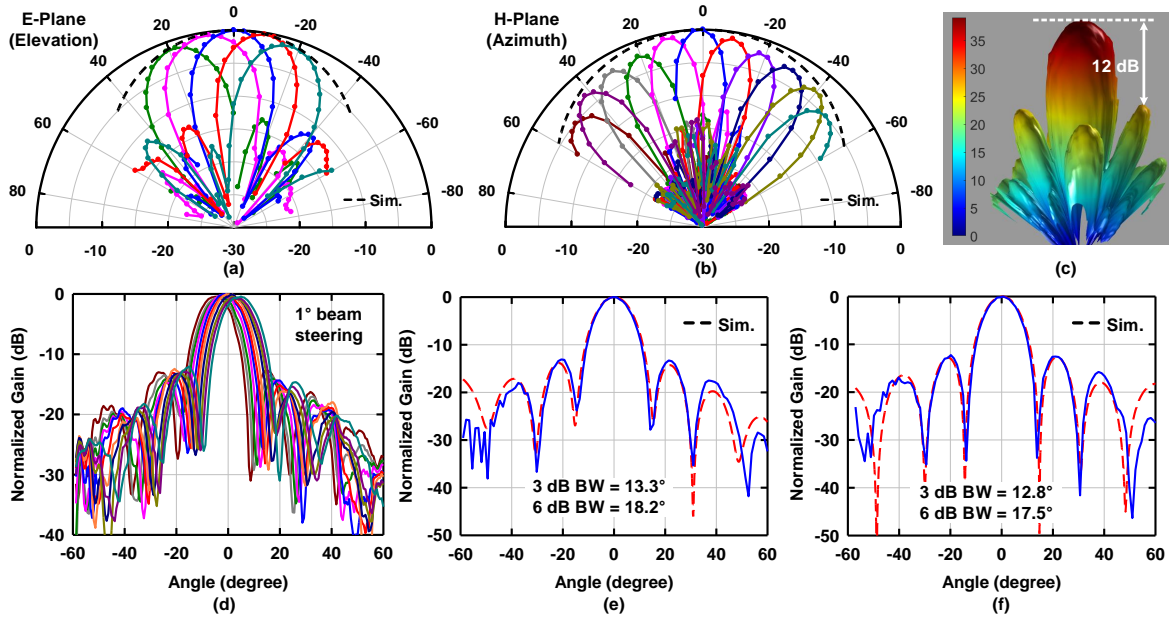 E-Plane
(Elevation)
0
20
-20
40
-40
60
-60
80
-80
Sim.
0
-10
-20
-30
-20
-10
0
(a)
H-Plane
(Azimuth)
0
20
-20
40
-40
60
-60
80
-80
Sim.
0
-10
-20
-30
-20
-10
0
(b)
35
30
25
20
15
10
5
0
12 dB
(c)
Normalized Gain (dB)
0
-10
-20
-30
-40
1° beam
steering
-60 -40 -20 0 20 40 60
Angle (degree)
(d)
Normalized Gain (dB)
0
-10
-20
-30
-40
-50
Sim.
3 dB BW = 13.3°
6 dB BW = 18.2°
-60 -40 -20 0 20 40 60
Angle (degree)
(e)
Normalized Gain (dB)
0
-10
-20
-30
-40
-50
Sim.
3 dB BW = 12.8°
6 dB BW = 17.5°
-60 -40 -20 0 20 40 60
Angle (degree)
(f)